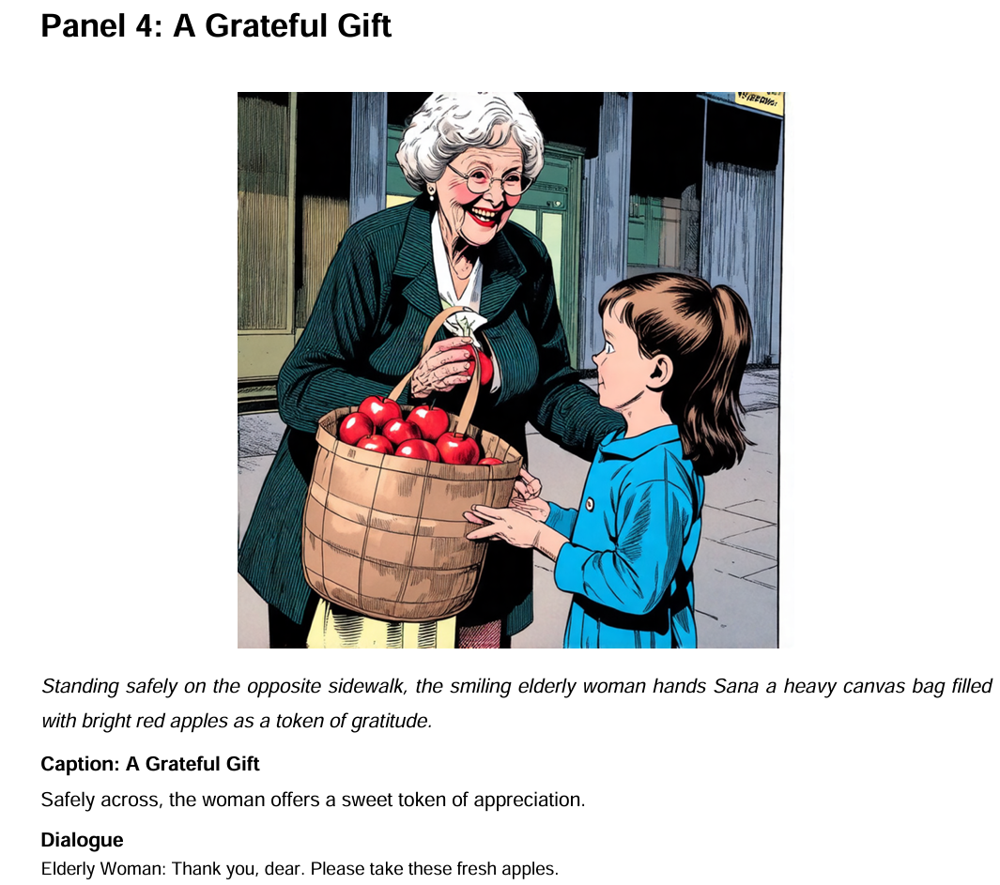 Panel 4: A Grateful Gift
Standing safely on the opposite sidewalk, the smiling elderly woman hands Sana a heavy canvas bag filled
with bright red apples as a token of gratitude.
Caption: A Grateful Gift
Safely across, the woman offers a sweet token of appreciation.
Dialogue
Elderly Woman: Thank you, dear. Please take these fresh apples.